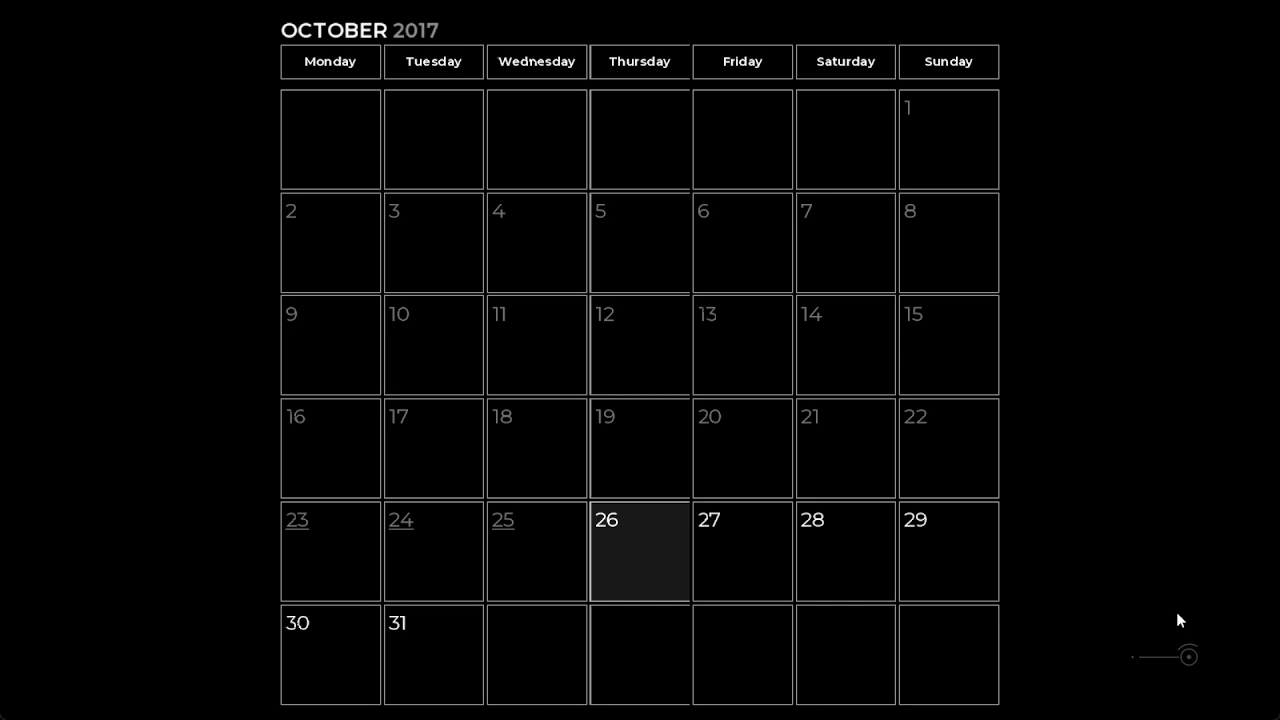 OCTOBER 2017
Monday Tuesday Wednesday Thursday Friday Saturday Sunday
1
2 3 4 5 6 7 8
9 10 11 12 13 14 15
16 17 18 19 20 21 22
23 24 25 26 27 28 29
30 31